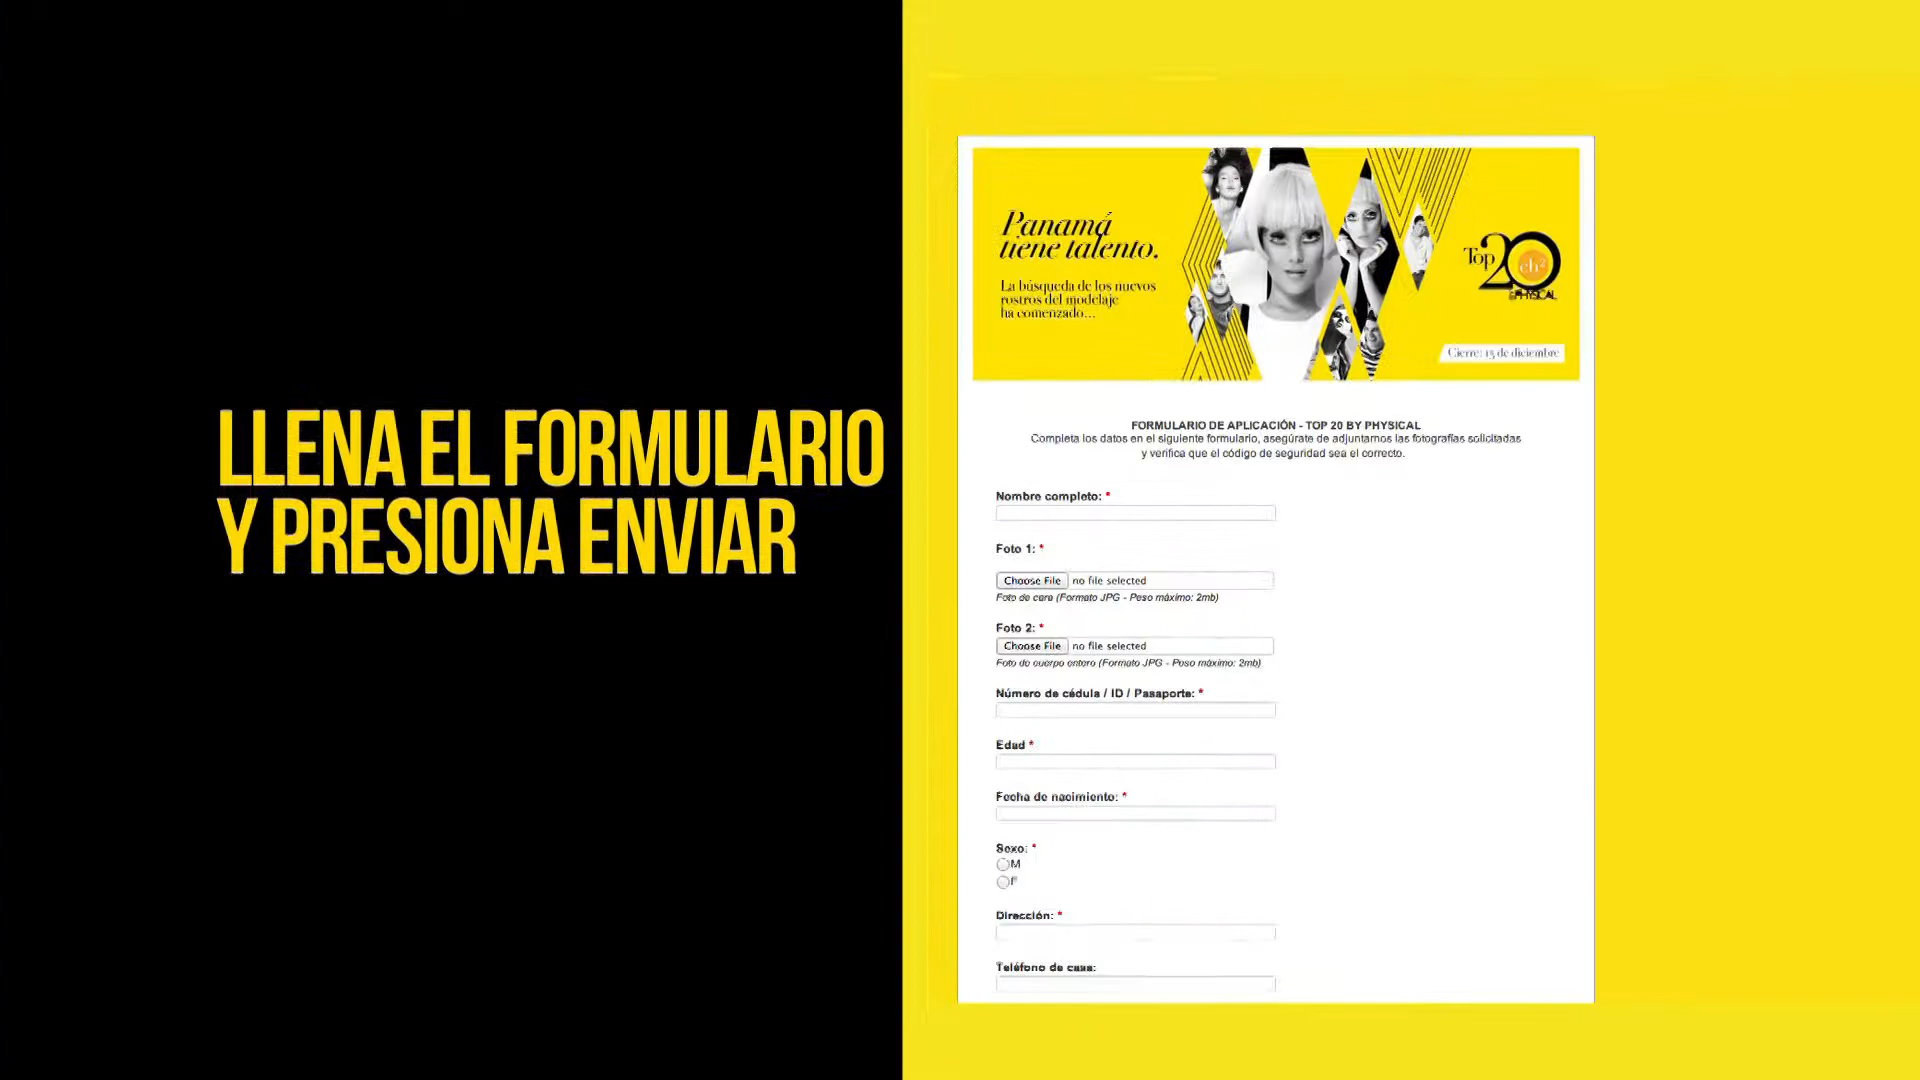 LLENA EL FORMULARIO
Y PRESIONA ENVIAR
Panamá
tiene talento.
La búsqueda de los nuevos
rostros del modelaje
ha comenzado...
Top 20
eh²
BY PHYSICAL
Cierre: 15 de diciembre
FORMULARIO DE APLICACIÓN - TOP 20 BY PHYSICAL
Completa los datos en el siguiente formulario, asegúrate de adjuntarnos las fotografías solicitadas
y verifica que el código de seguridad sea el correcto.
Nombre completo: *
Foto 1: *
Choose File no file selected
Foto de cara (Formato JPG - Peso máximo: 2mb)
Foto 2: *
Choose File no file selected
Foto de cuerpo entero (Formato JPG - Peso máximo: 2mb)
Número de cédula / ID / Pasaporte: *
Edad *
Fecha de nacimiento: *
Sexo: *
M
F
Dirección: *
Teléfono de casa: